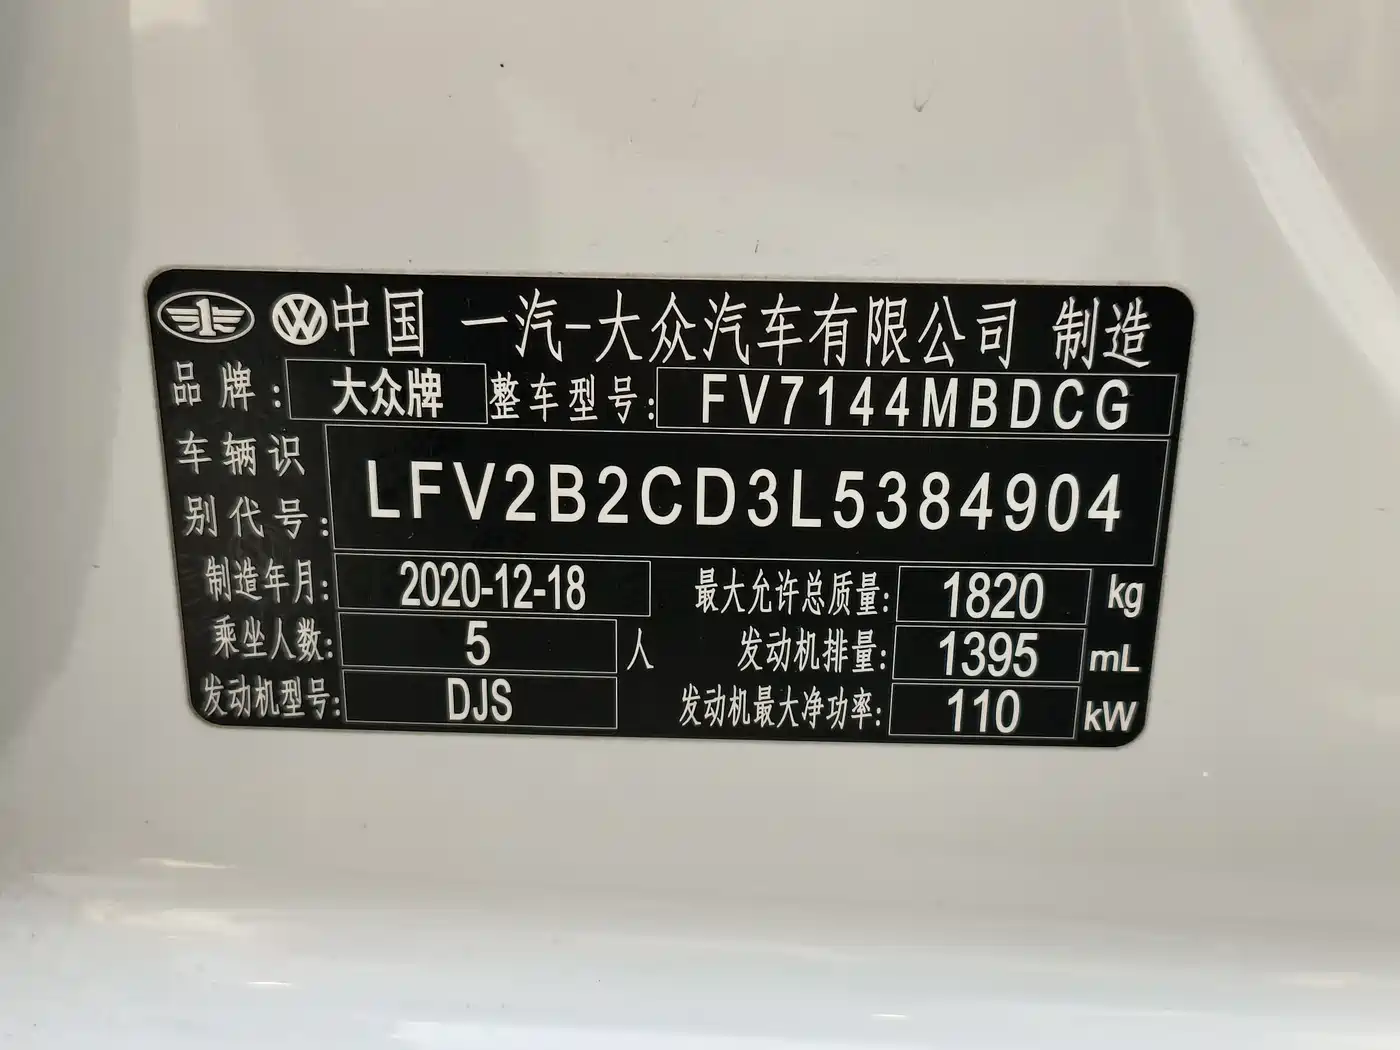 中国 一汽-大众汽车有限公司 制造
品牌: 大众牌 整车型号: FV7144MBDCG
车辆识
别代号: LFV2B2CD3L5384904
制造年月: 2020-12-18 最大允许总质量: 1820 kg
乘坐人数: 5 人 发动机排量: 1395 mL
发动机型号: DJS 发动机最大净功率: 110 kW